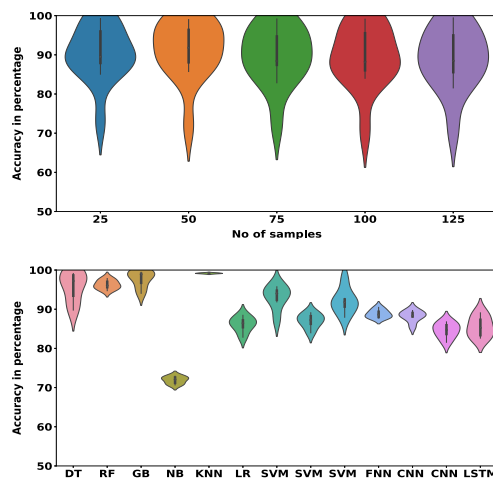 100
90
80
70
60
50
Accuracy in percentage
25 50 75 100 125
No of samples
100
90
80
70
60
50
Accuracy in percentage
DT RF GB NB KNN LR SVM SVM SVM FNN CNN CNN LSTM